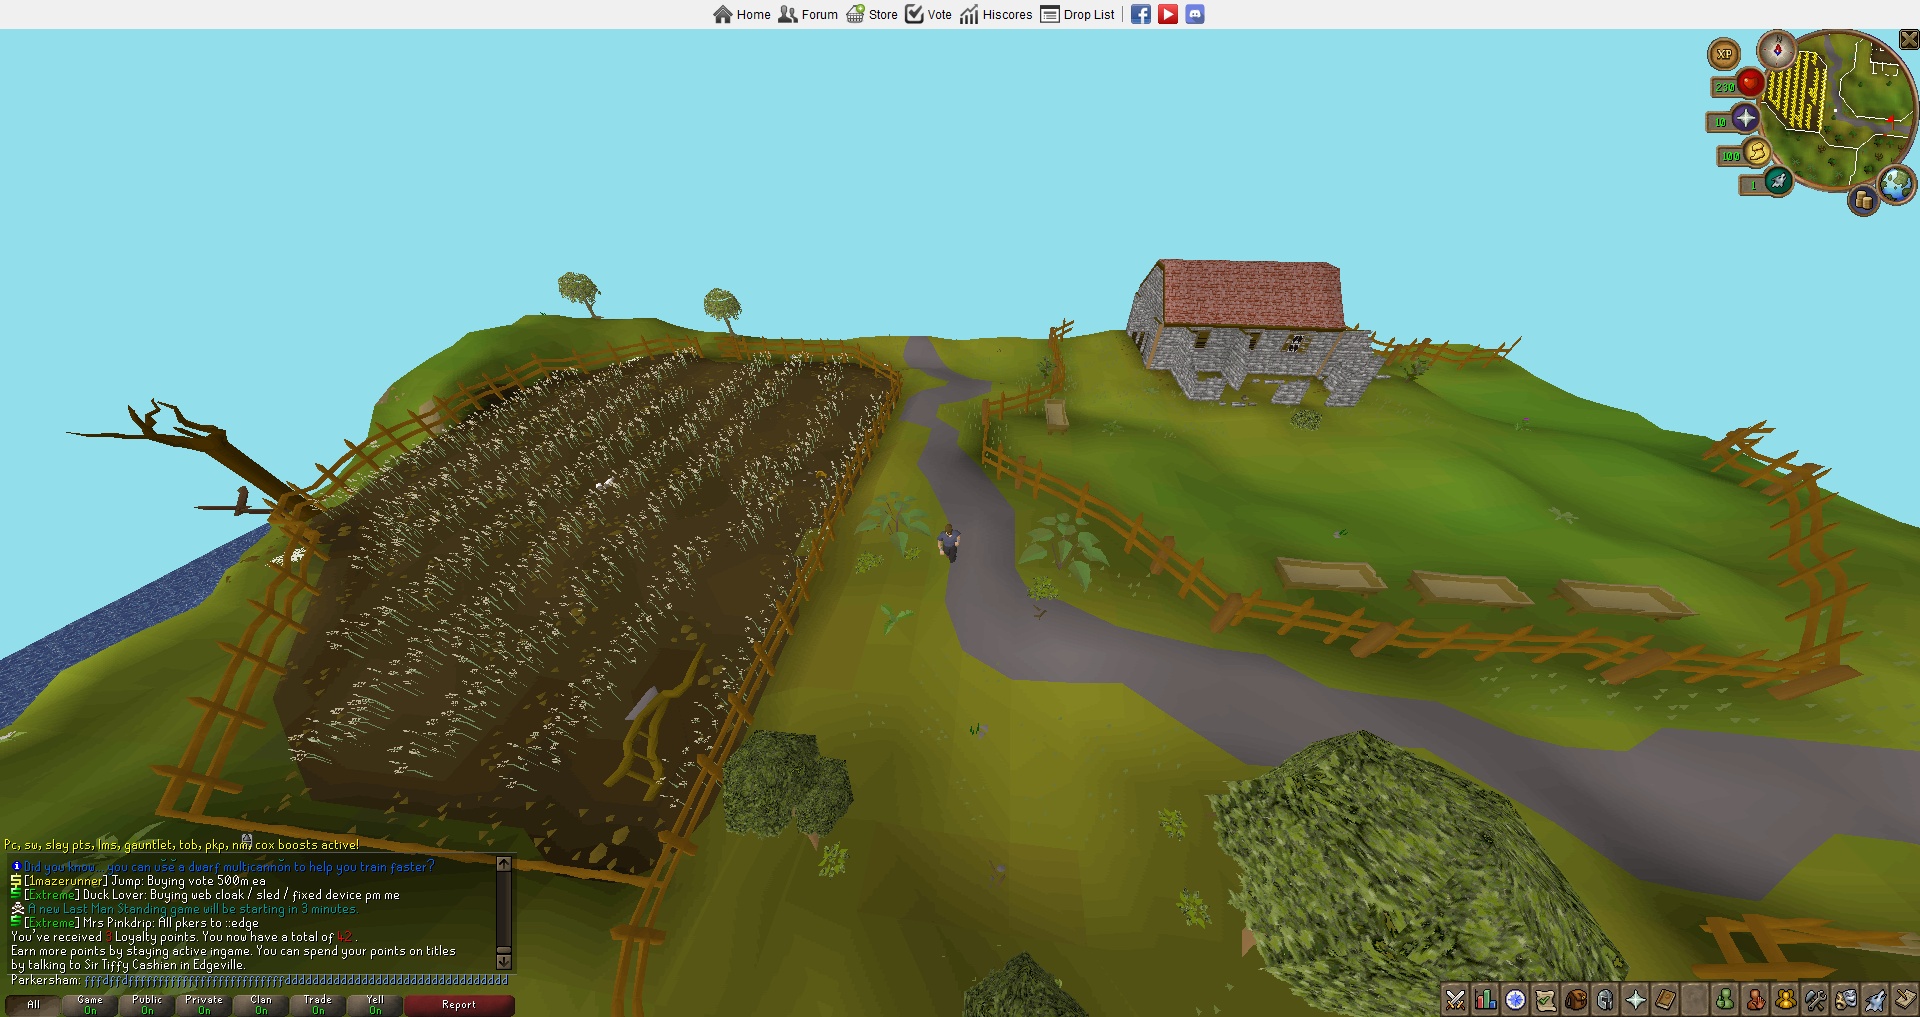 Home Forum Store Vote Hiscores Drop List
XP
N
230
10
100
1
Pc, sw, slay pts, lms, gauntlet, tob, pkp, nm, cox boosts active!
Did you know... you can use a dwarf multicannon to help you train faster?
[1mazerunner] Jump: Buying vote 500m ea
[Extreme] Duck Lover: Buying web cloak / sled / fixed device pm me
A new Last Man Standing game will be starting in 3 minutes.
[Extreme] Mrs Pinkdrip: All pkers to ::edge
You've received 3 Loyalty points. You now have a total of 42 .
Earn more points by staying active ingame. You can spend your points on titles
by talking to Sir Tiffy Cashien in Edgeville.
Parkersham:
All Game Public Private Clan Trade Yell Report
On On On On On On